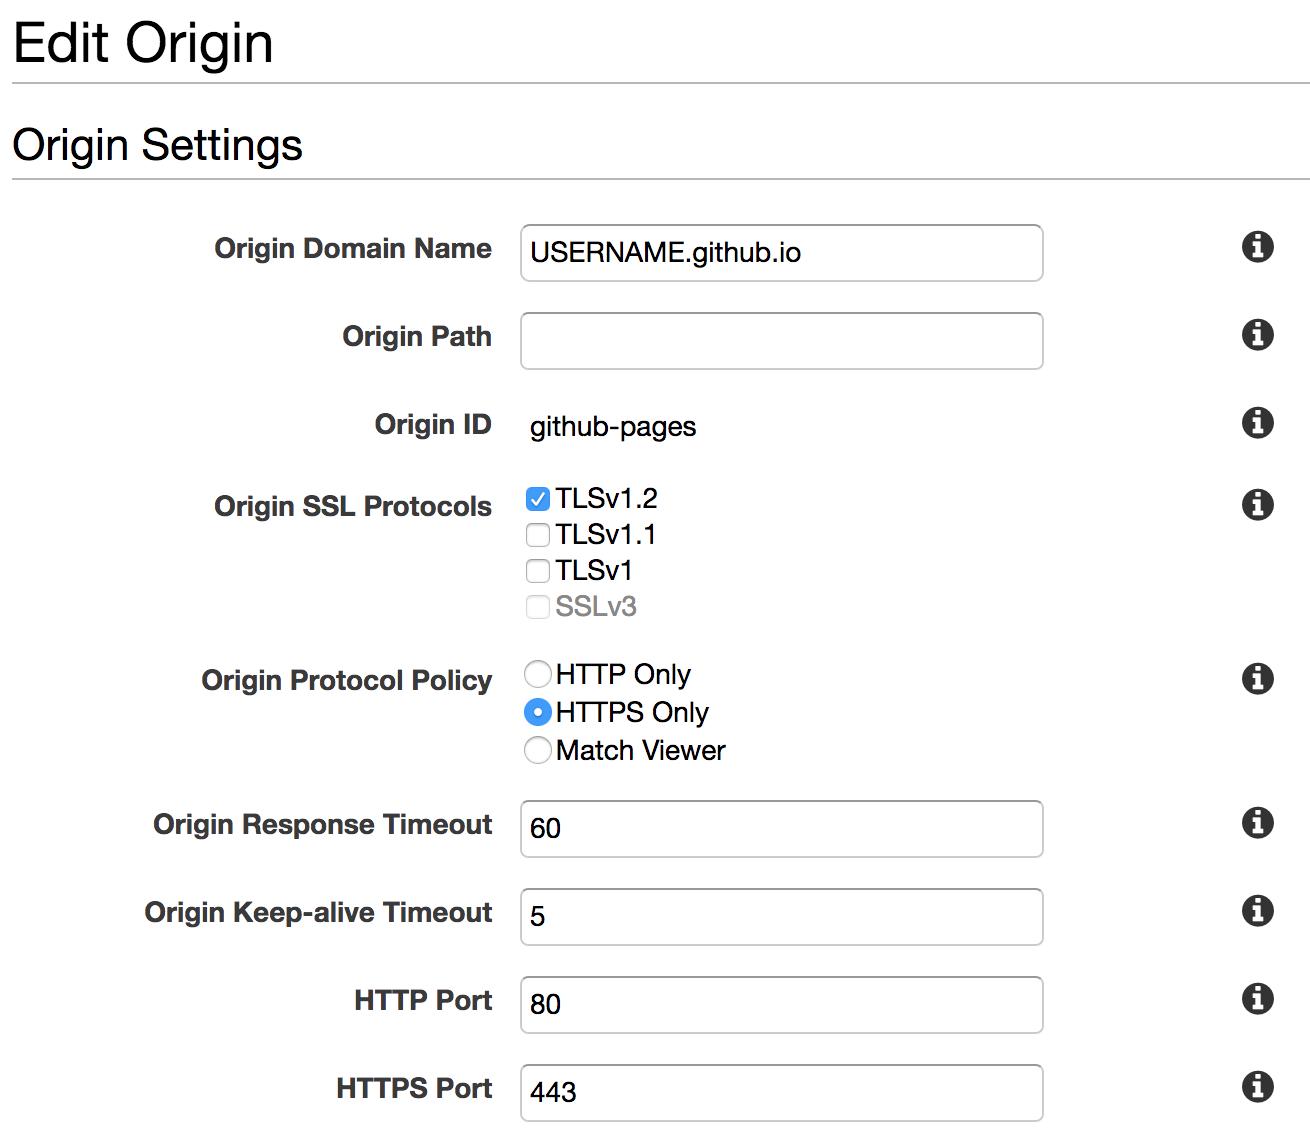 Edit Origin
Origin Settings
Origin Domain Name USERNAME.github.io
Origin Path
Origin ID github-pages
Origin SSL Protocols TLSv1.2
TLSv1.1
TLSv1
SSLv3
Origin Protocol Policy HTTP Only
HTTPS Only
Match Viewer
Origin Response Timeout 60
Origin Keep-alive Timeout 5
HTTP Port 80
HTTPS Port 443